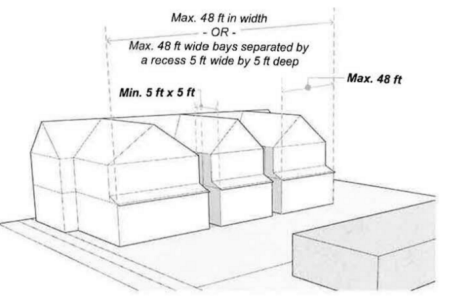 Max. 48 ft in width
- OR -
Max. 48 ft wide bays separated by
a recess 5 ft wide by 5 ft deep
Max. 48 ft
Min. 5 ft x 5 ft